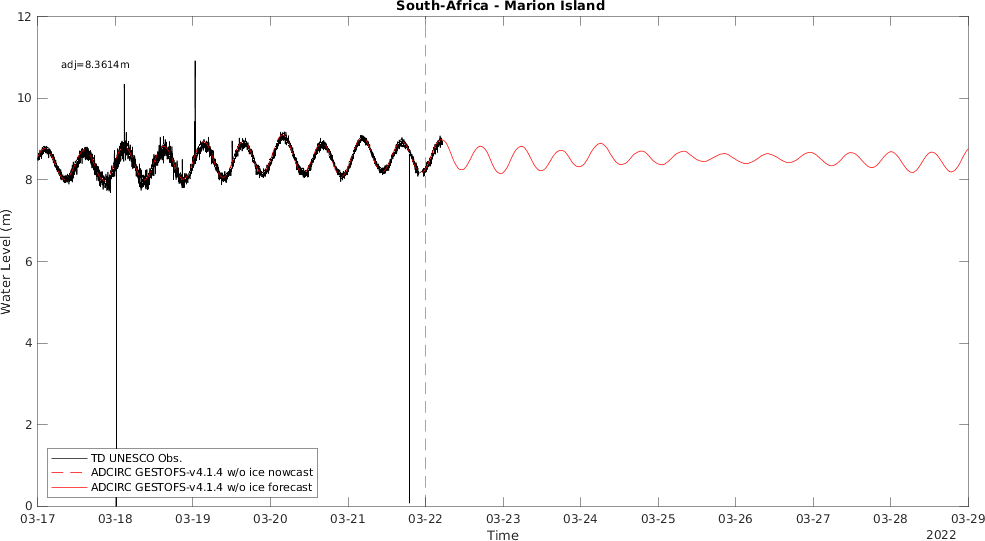 South-Africa - Marion Island
12
10
8
6
4
2
0
Water Level (m)
adj=8.3614m
TD UNESCO Obs.
ADCIRC GESTOFS-v4.1.4 w/o ice nowcast
ADCIRC GESTOFS-v4.1.4 w/o ice forecast
03-17 03-18 03-19 03-20 03-21 03-22 03-23 03-24 03-25 03-26 03-27 03-28 03-29
Time
2022